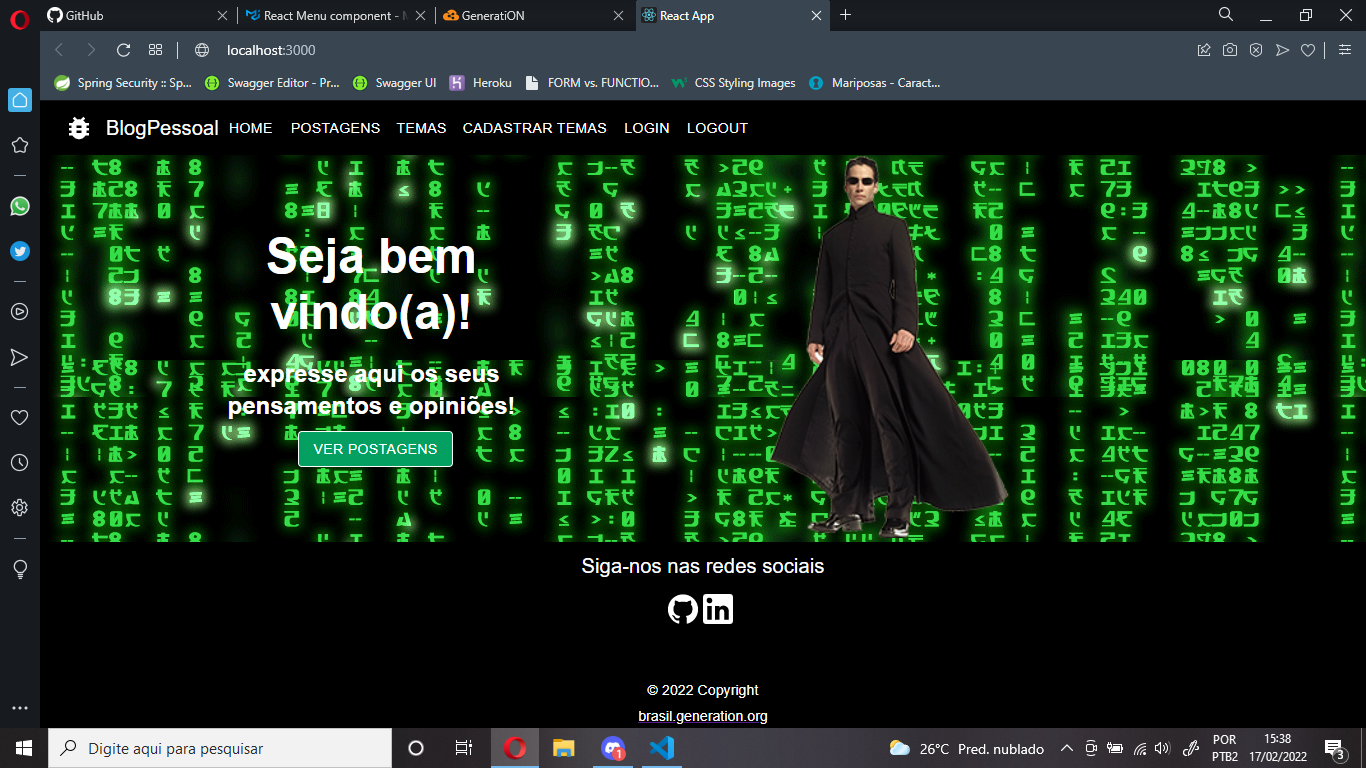 GitHub
React Menu component - M
GeneratiON
React App
localhost:3000
Spring Security :: Sp...
Swagger Editor - Pr...
Swagger UI
Heroku
FORM vs. FUNCTIO...
CSS Styling Images
Mariposas - Caract...
BlogPessoal
HOME
POSTAGENS
TEMAS
CADASTRAR TEMAS
LOGIN
LOGOUT
Seja bem
vindo(a)!
expresse aqui os seus
pensamentos e opiniões!
VER POSTAGENS
Siga-nos nas redes sociais
© 2022 Copyright
brasil.generation.org
Digite aqui para pesquisar
26°C Pred. nublado
POR
PTB2
15:38
17/02/2022
3
1